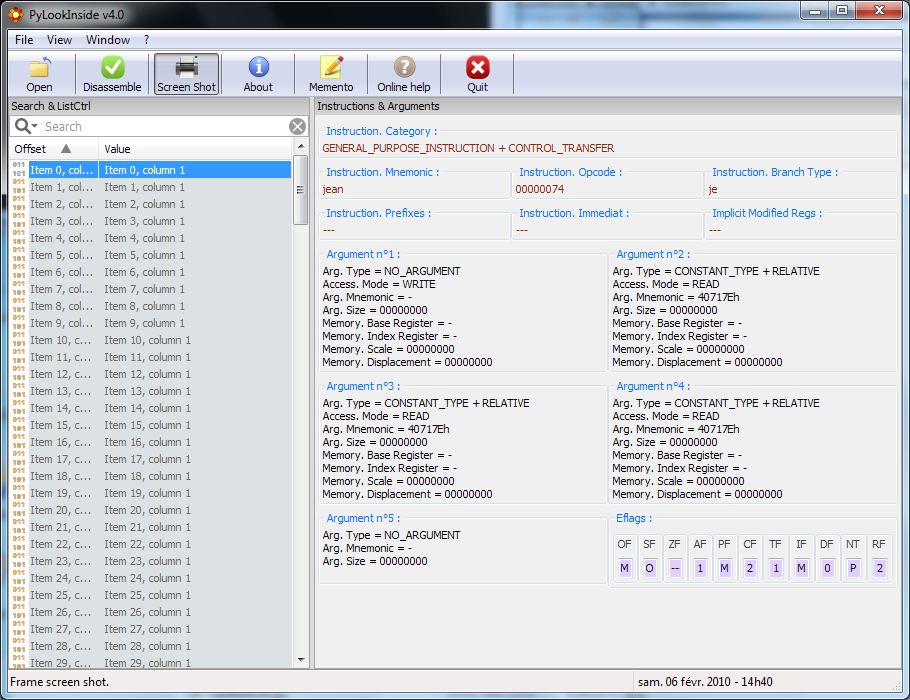 PyLookInside v4.0
File View Window ?
Open Disassemble Screen Shot About Memento Online help Quit
Search & ListCtrl
Search
Offset Value
Item 0, col... Item 0, column 1
Item 1, col... Item 1, column 1
Item 2, col... Item 2, column 1
Item 3, col... Item 3, column 1
Item 4, col... Item 4, column 1
Item 5, col... Item 5, column 1
Item 6, col... Item 6, column 1
Item 7, col... Item 7, column 1
Item 8, col... Item 8, column 1
Item 9, col... Item 9, column 1
Item 10, c... Item 10, column 1
Item 11, c... Item 11, column 1
Item 12, c... Item 12, column 1
Item 13, c... Item 13, column 1
Item 14, c... Item 14, column 1
Item 15, c... Item 15, column 1
Item 16, c... Item 16, column 1
Item 17, c... Item 17, column 1
Item 18, c... Item 18, column 1
Item 19, c... Item 19, column 1
Item 20, c... Item 20, column 1
Item 21, c... Item 21, column 1
Item 22, c... Item 22, column 1
Item 23, c... Item 23, column 1
Item 24, c... Item 24, column 1
Item 25, c... Item 25, column 1
Item 26, c... Item 26, column 1
Item 27, c... Item 27, column 1
Item 28, c... Item 28, column 1
Item 29, c... Item 29, column 1
Instructions & Arguments
Instruction. Category :
GENERAL_PURPOSE_INSTRUCTION + CONTROL_TRANSFER
Instruction. Mnemonic : Instruction. Opcode : Instruction. Branch Type :
jean 00000074 je
Instruction. Prefixes : Instruction. Immediat : Implicit Modified Regs :
--- --- ---
Argument n°1 :
Arg. Type = NO_ARGUMENT
Access. Mode = WRITE
Arg. Mnemonic = -
Arg. Size = 00000000
Memory. Base Register = -
Memory. Index Register = -
Memory. Scale = 00000000
Memory. Displacement = 00000000
Argument n°2 :
Arg. Type = CONSTANT_TYPE + RELATIVE
Access. Mode = READ
Arg. Mnemonic = 40717Eh
Arg. Size = 00000000
Memory. Base Register = -
Memory. Index Register = -
Memory. Scale = 00000000
Memory. Displacement = 00000000
Argument n°3 :
Arg. Type = CONSTANT_TYPE + RELATIVE
Access. Mode = READ
Arg. Mnemonic = 40717Eh
Arg. Size = 00000000
Memory. Base Register = -
Memory. Index Register = -
Memory. Scale = 00000000
Memory. Displacement = 00000000
Argument n°4 :
Arg. Type = CONSTANT_TYPE + RELATIVE
Access. Mode = READ
Arg. Mnemonic = 40717Eh
Arg. Size = 00000000
Memory. Base Register = -
Memory. Index Register = -
Memory. Scale = 00000000
Memory. Displacement = 00000000
Argument n°5 :
Arg. Type = NO_ARGUMENT
Arg. Mnemonic = -
Arg. Size = 00000000
Eflags :
OF SF ZF AF PF CF TF IF DF NT RF
M O -- 1 M 2 1 M 0 P 2
Frame screen shot.
sam. 06 févr. 2010 - 14h40